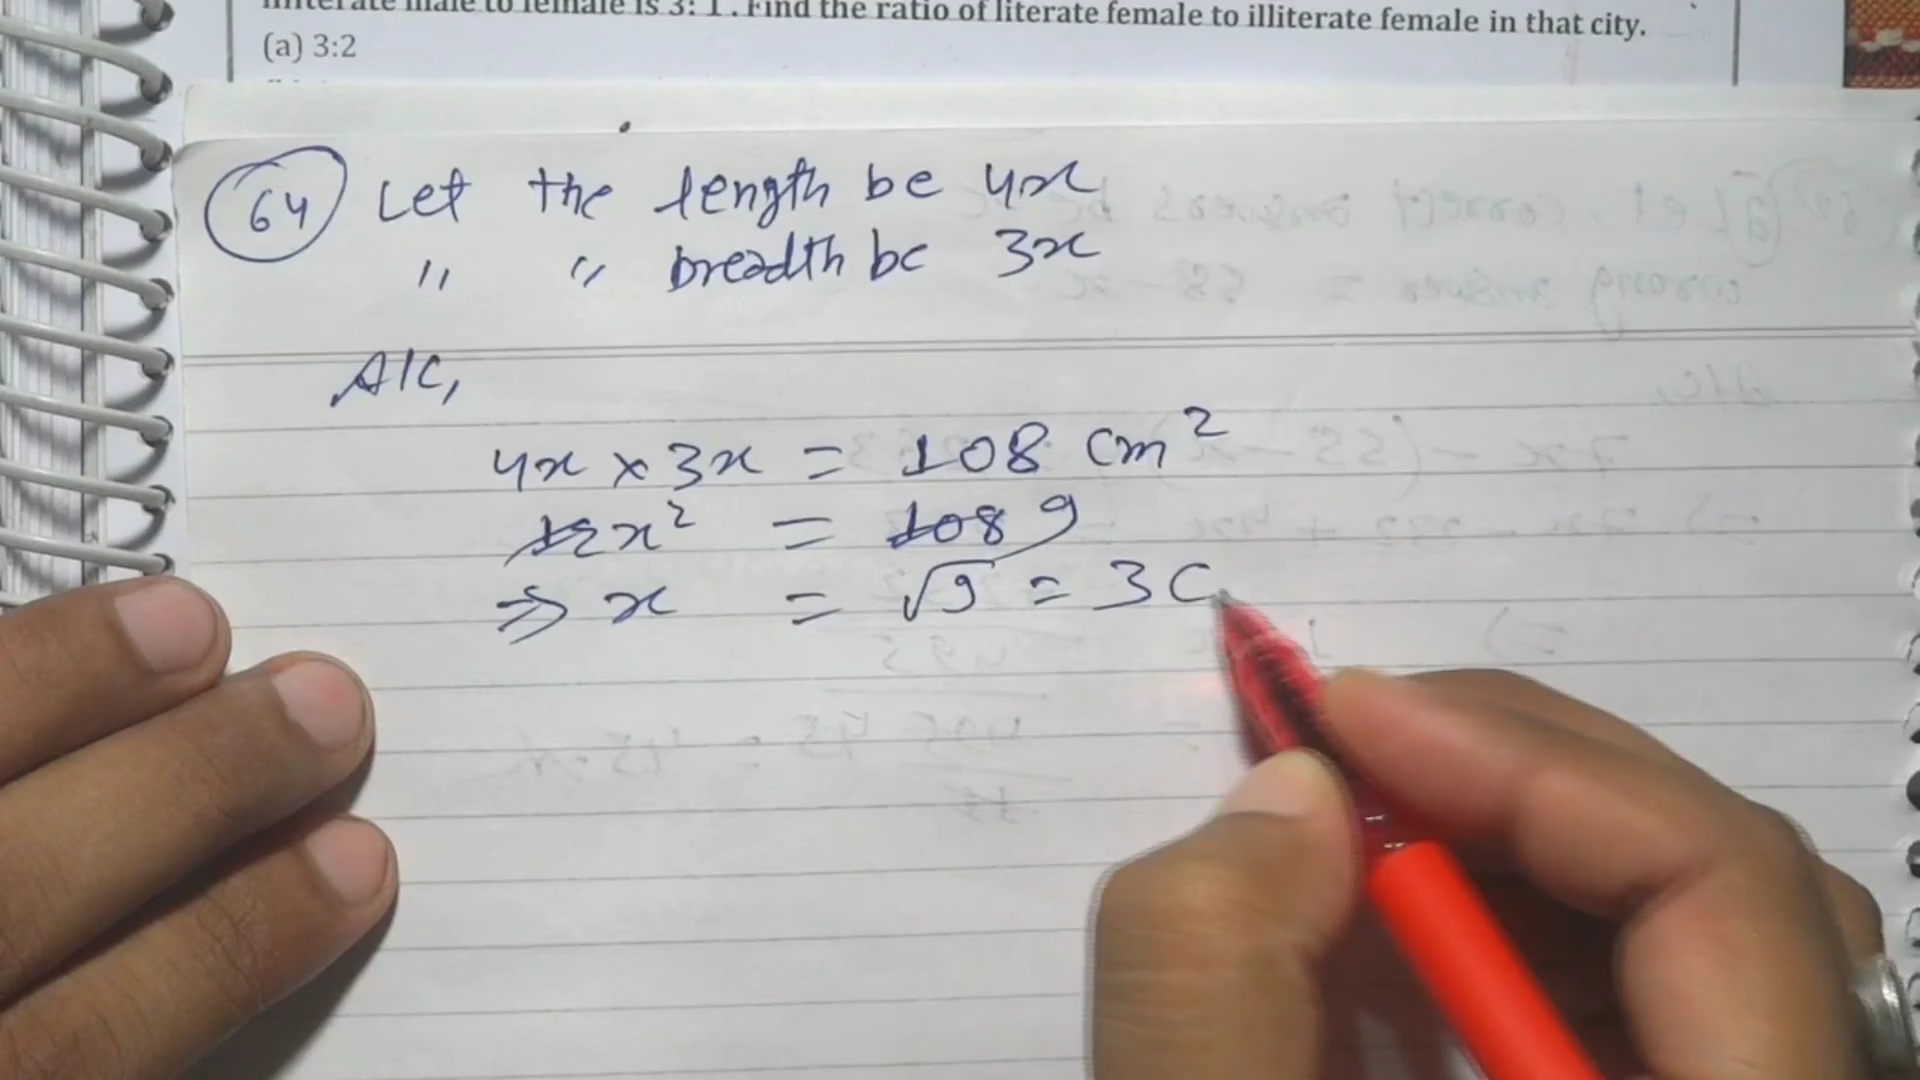 Illiterate male to female is 3: 1. Find the ratio of literate female to illiterate female in that city.
(a) 3:2
64 Let the length be 4x
" " breadth be 3x
A/C,
4x × 3x = 108 cm²
12x² = 108 9
⇒ x = √9 = 3 C